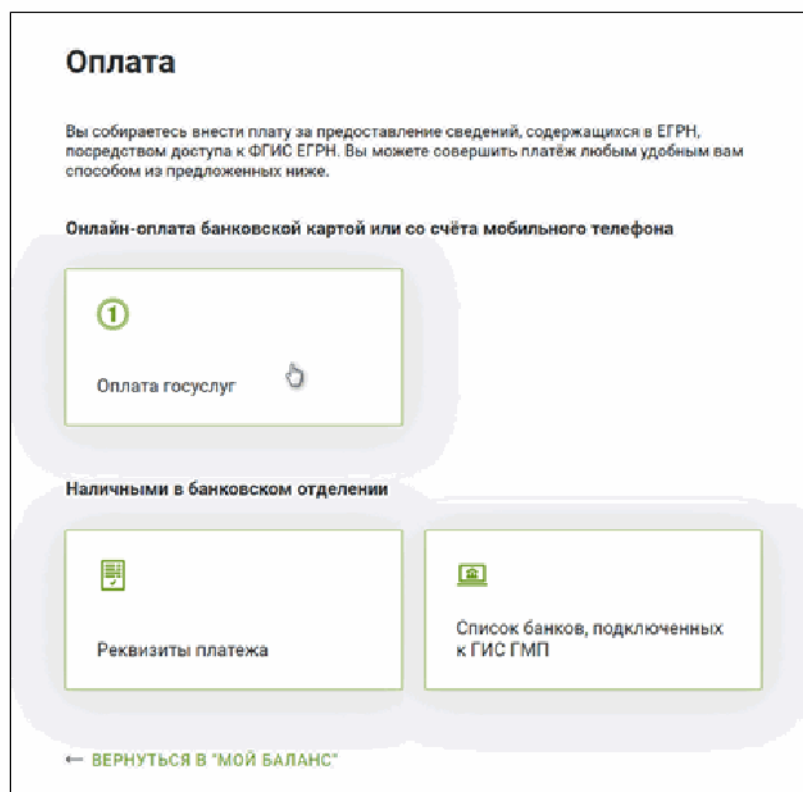 Оплата
Вы собираетесь внести плату за предоставление сведений, содержащихся в ЕГРН,
посредством доступа к ФГИС ЕГРН. Вы можете совершить платёж любым удобным вам
способом из предложенных ниже.
Онлайн-оплата банковской картой или со счёта мобильного телефона
1
Оплата госуслуг
Наличными в банковском отделении
Реквизиты платежа
Список банков, подключенных
к ГИС ГМП
← ВЕРНУТЬСЯ В "МОЙ БАЛАНС"